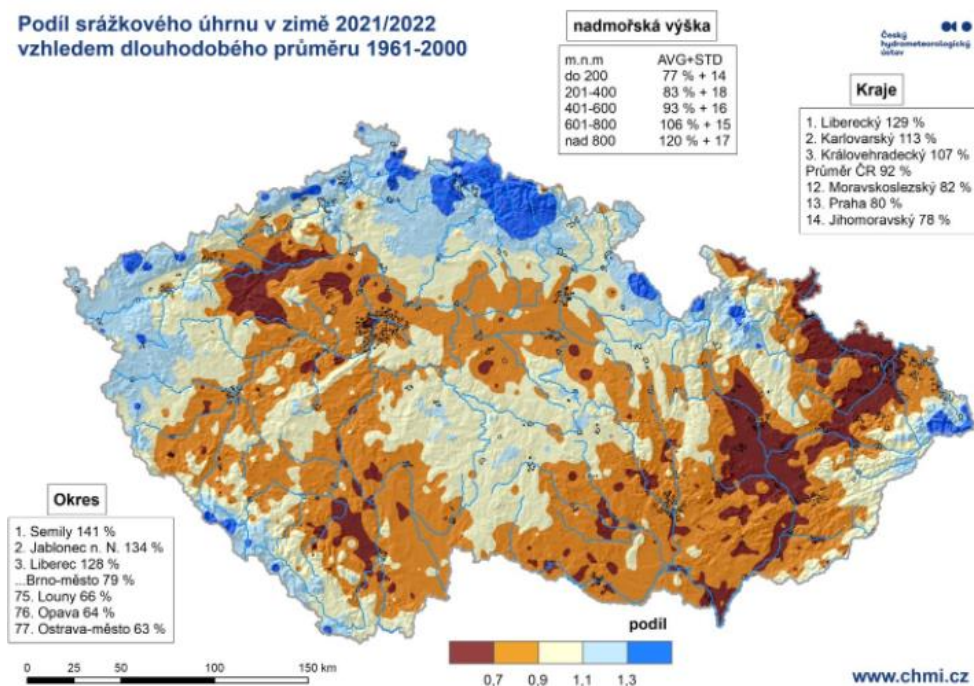 Podíl srážkového úhrnu v zimě 2021/2022
vzhledem dlouhodobého průměru 1961-2000
nadmořská výška
m.n.m AVG+STD
do 200 77 % + 14
201-400 83 % + 18
401-600 93 % + 16
601-800 106 % + 15
nad 800 120 % + 17
Český
hydrometeorologický
ústav
Kraje
1. Liberecký 129 %
2. Karlovarský 113 %
3. Královehradecký 107 %
Průměr ČR 92 %
12. Moravskoslezský 82 %
13. Praha 80 %
14. Jihomoravský 78 %
Okres
1. Semily 141 %
2. Jablonec n. N. 134 %
3. Liberec 128 %
...Brno-město 79 %
75. Louny 66 %
76. Opava 64 %
77. Ostrava-město 63 %
0 25 50 100 150 km
podíl
0,7 0,9 1,1 1,3
www.chmi.cz